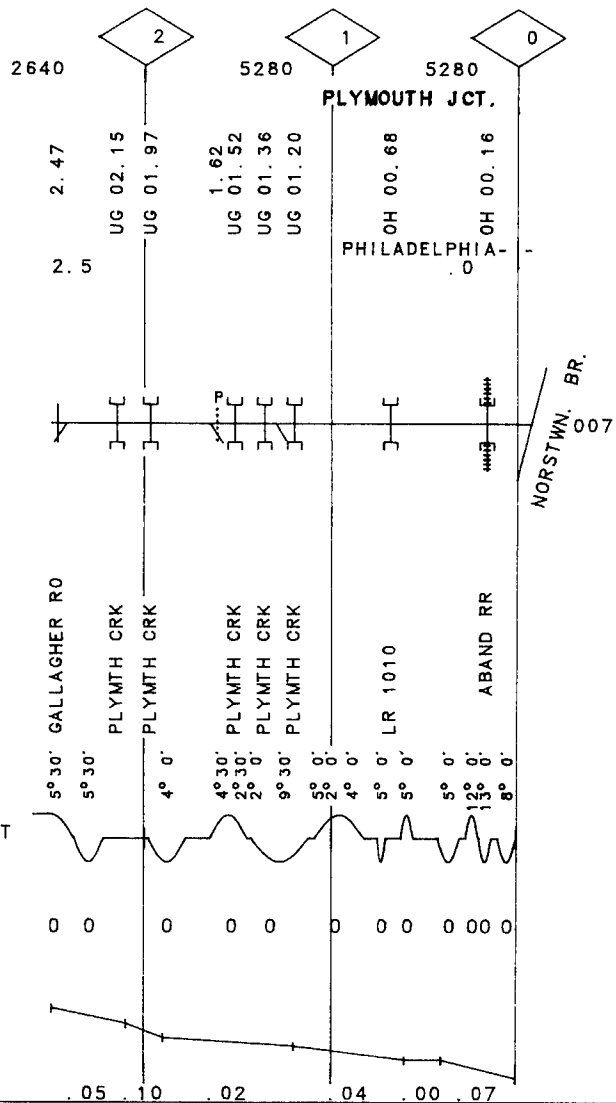 2 1 0
2640 5280 5280
PLYMOUTH JCT.
2.47
UG 02.15
UG 01.97
1.62
UG 01.52
UG 01.36
UG 01.20
OH 00.68
OH 00.16
PHILADELPHIA- -
2.5 .0
P
NORSTWN. BR.
007
GALLAGHER RO
PLYMTH CRK
PLYMTH CRK
PLYMTH CRK
PLYMTH CRK
PLYMTH CRK
LR 1010
ABAND RR
5°30'
5°30'
4° 0'
4°30'
2°30'
2° 0'
9°30'
5° 0'
2° 0'
4° 0'
5° 0'
5° 0'
5° 0'
12° 0'
13° 0'
8° 0'
T
0 0 0 0 0 0 0 0 0 00 0
.05 .10 .02 .04 .00 .07